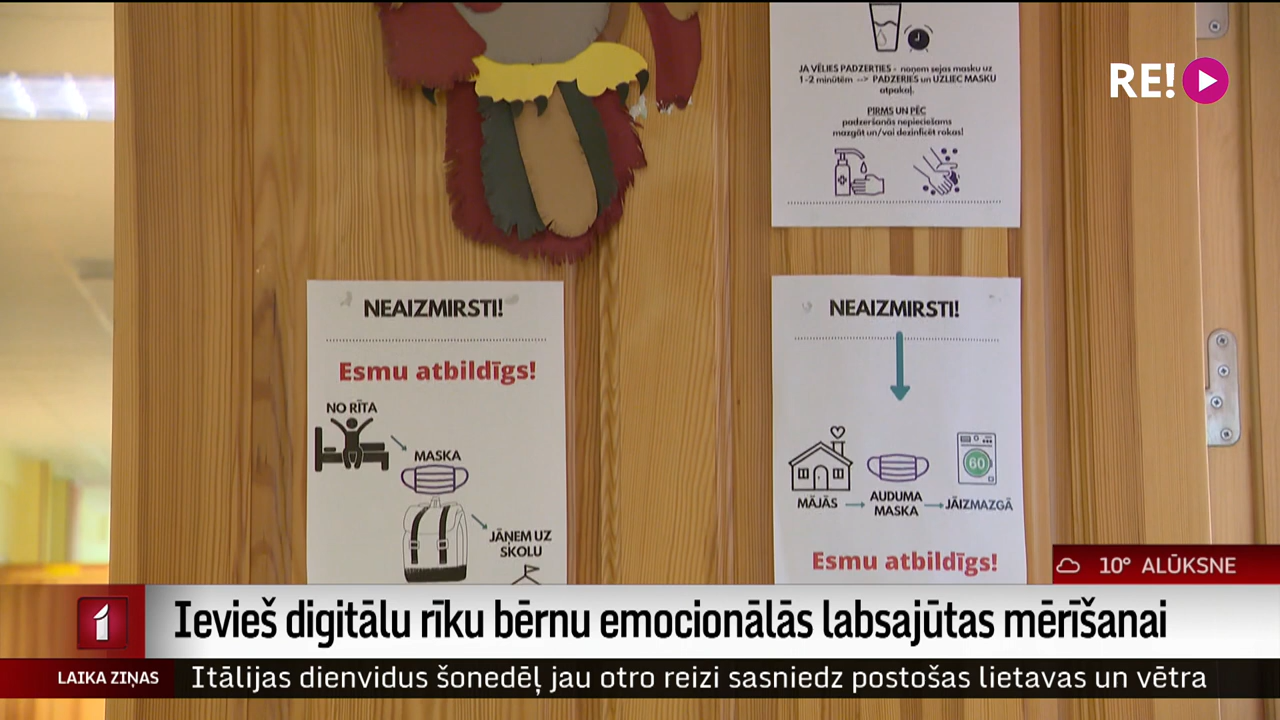 JA VĒLIES PADZERTIES - noņem sejas masku uz
1-2 minūtēm --> PADZERIES un UZLIEC MASKU
atpakaļ.
PIRMS UN PĒC
padzeršanās nepieciešams
mazgāt un/vai dezinficēt rokas!
RE!
NEAIZMIRSTI!
Esmu atbildīgs!
NO RĪTA
MASKA
JĀŅEM UZ
SKOLU
NEAIZMIRSTI!
60
MĀJĀS
AUDUMA
MASKA
JĀIZMAZGĀ
Esmu atbildīgs!
10° ALŪKSNE
1
Ievieš digitālu rīku bērnu emocionālās labsajūtas mērīšanai
LAIKA ZIŅAS
Itālijas dienvidus šonedēļ jau otro reizi sasniedz postošas lietavas un vētra